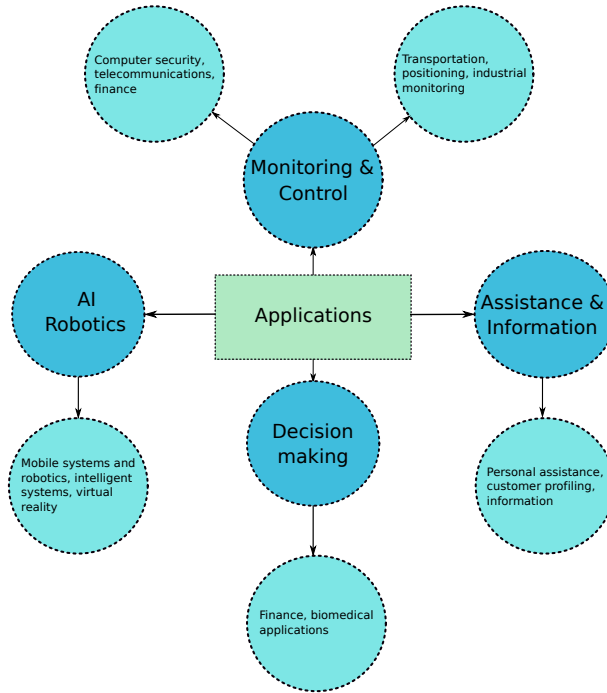 Computer security,
telecommunications,
finance
Transportation,
positioning, industrial
monitoring
Monitoring &
Control
AI
Robotics
Applications
Assistance &
Information
Decision
making
Mobile systems and
robotics, intelligent
systems, virtual
reality
Personal assistance,
customer profiling,
information
Finance, biomedical
applications